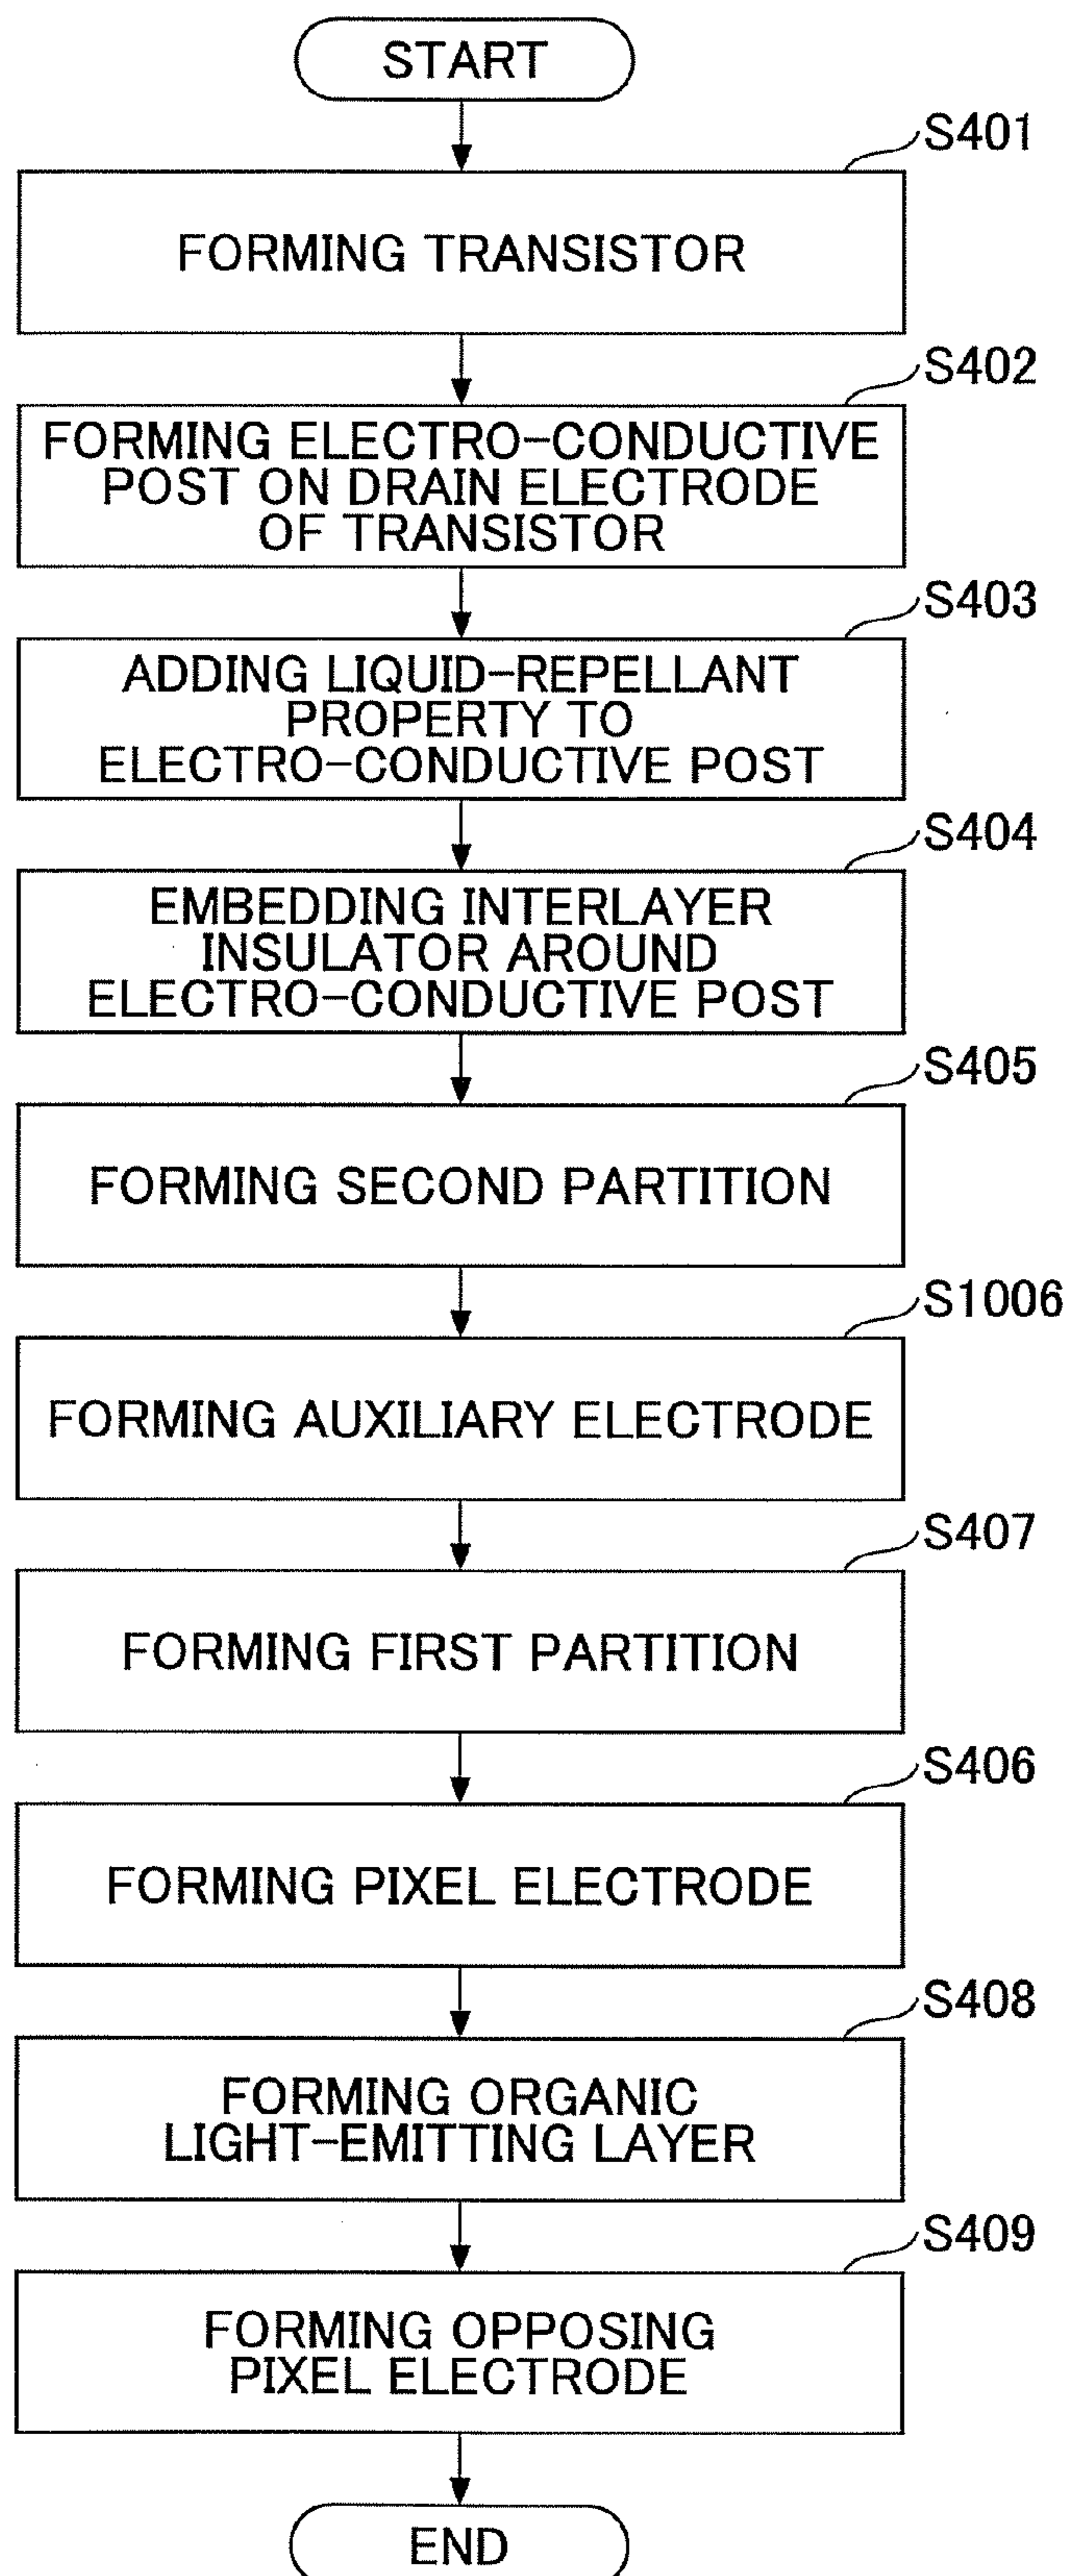 START
S401
FORMING TRANSISTOR
S402
FORMING ELECTRO-CONDUCTIVE
POST ON DRAIN ELECTRODE
OF TRANSISTOR
S403
ADDING LIQUID-REPELLANT
PROPERTY TO
ELECTRO-CONDUCTIVE POST
S404
EMBEDDING INTERLAYER
INSULATOR AROUND
ELECTRO-CONDUCTIVE POST
S405
FORMING SECOND PARTITION
S1006
FORMING AUXILIARY ELECTRODE
S407
FORMING FIRST PARTITION
S406
FORMING PIXEL ELECTRODE
S408
FORMING ORGANIC
LIGHT-EMITTING LAYER
S409
FORMING OPPOSING
PIXEL ELECTRODE
END